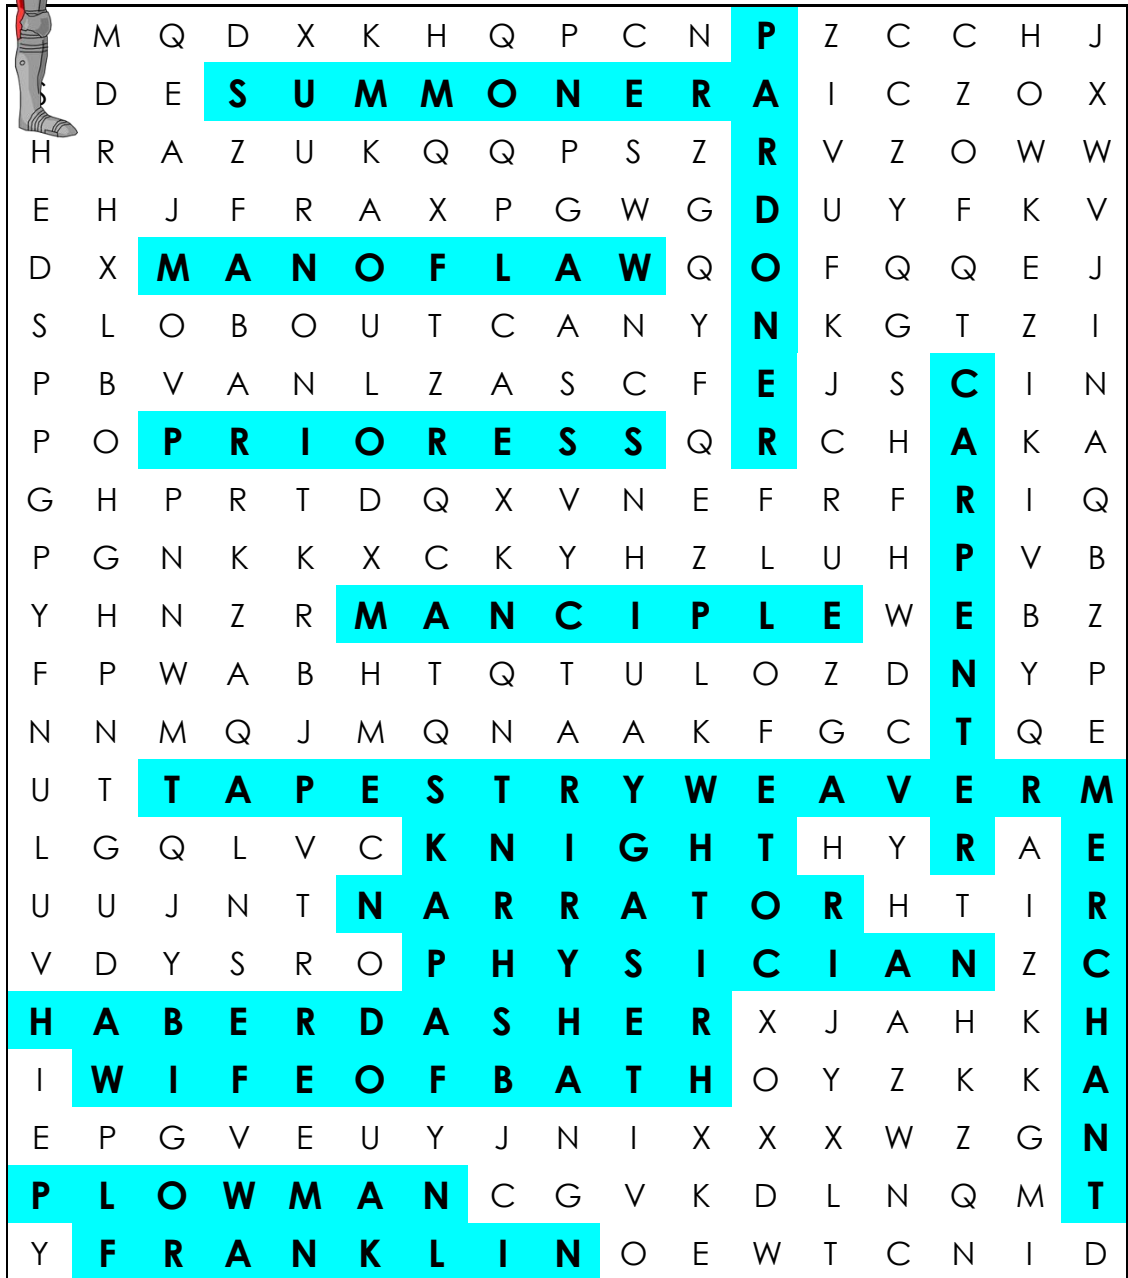 M Q D X K H Q P C N P Z C C H J
D E S U M M O N E R A I C Z O X
H R A Z U K Q Q P S Z R V Z O W W
E H J F R A X P G W G D U Y F K V
D X M A N O F L A W Q O F Q Q E J
S L O B O U T C A N Y N K G T Z I
P B V A N L Z A S C F E J S C I N
P O P R I O R E S S Q R C H A K A
G H P R T D Q X V N E F R F R I Q
P G N K K X C K Y H Z L U H P V B
Y H N Z R M A N C I P L E W E B Z
F P W A B H T Q T U L O Z D N Y P
N N M Q J M Q N A A K F G C T Q E
U T T A P E S T R Y W E A V E R M
L G Q L V C K N I G H T H Y R A E
U U J N T N A R R A T O R H T I R
V D Y S R O P H Y S I C I A N Z C
H A B E R D A S H E R X J A H K H
I W I F E O F B A T H O Y Z K K A
E P G V E U Y J N I X X X W Z G N
P L O W M A N C G V K D L N Q M T
Y F R A N K L I N O E W T C N I D